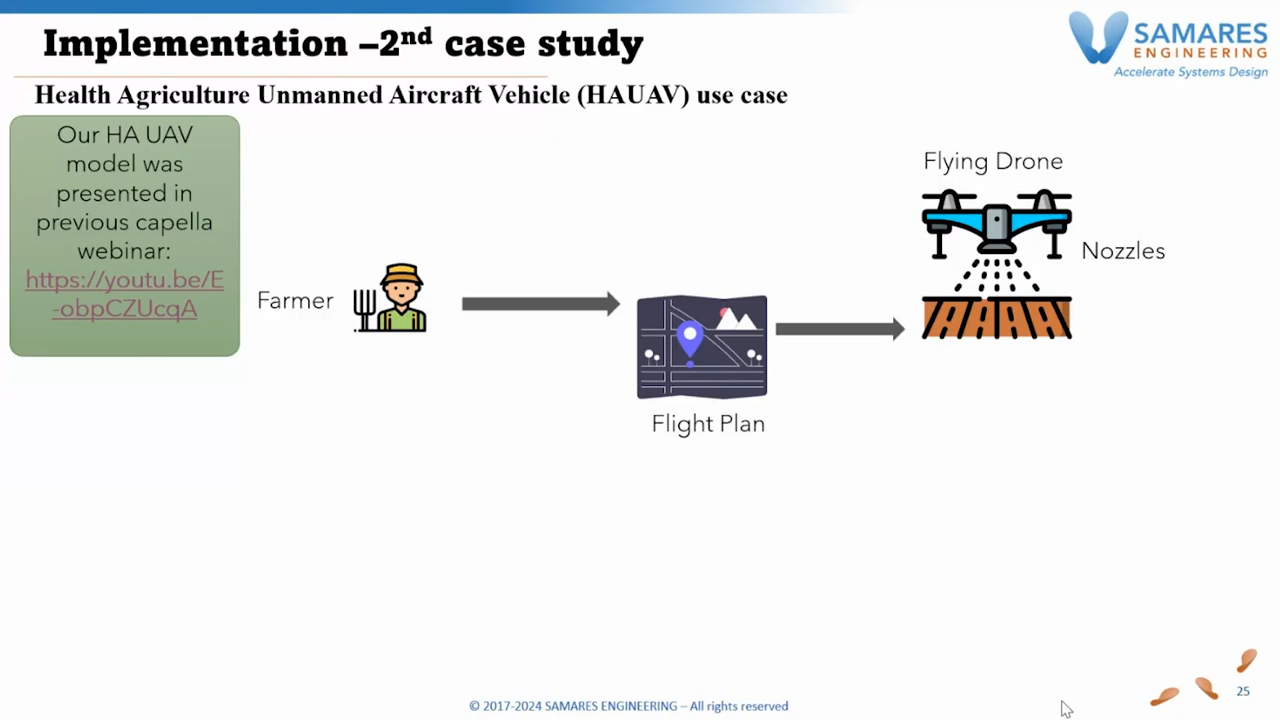 Implementation –2nd case study
SAMARES
ENGINEERING
Accelerate Systems Design
Health Agriculture Unmanned Aircraft Vehicle (HAUAV) use case
Our HA UAV
model was
presented in
previous capella
webinar:
https://youtu.be/E
-obpCZUcqA
Farmer
Flight Plan
Flying Drone
Nozzles
© 2017-2024 SAMARES ENGINEERING – All rights reserved
25